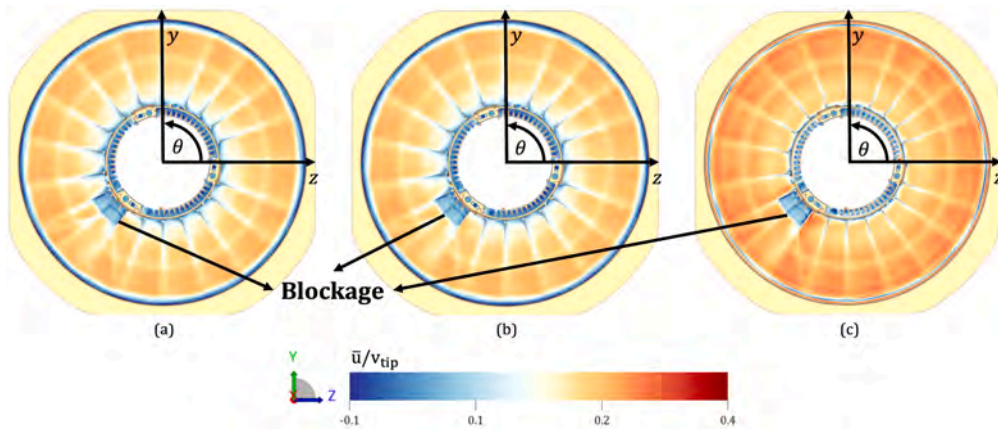 y
θ
z
y
θ
z
y
θ
z
Blockage
(a)
(b)
(c)
Y
X
Z
u̅/v_tip
-0.1
0.1
0.2
0.4